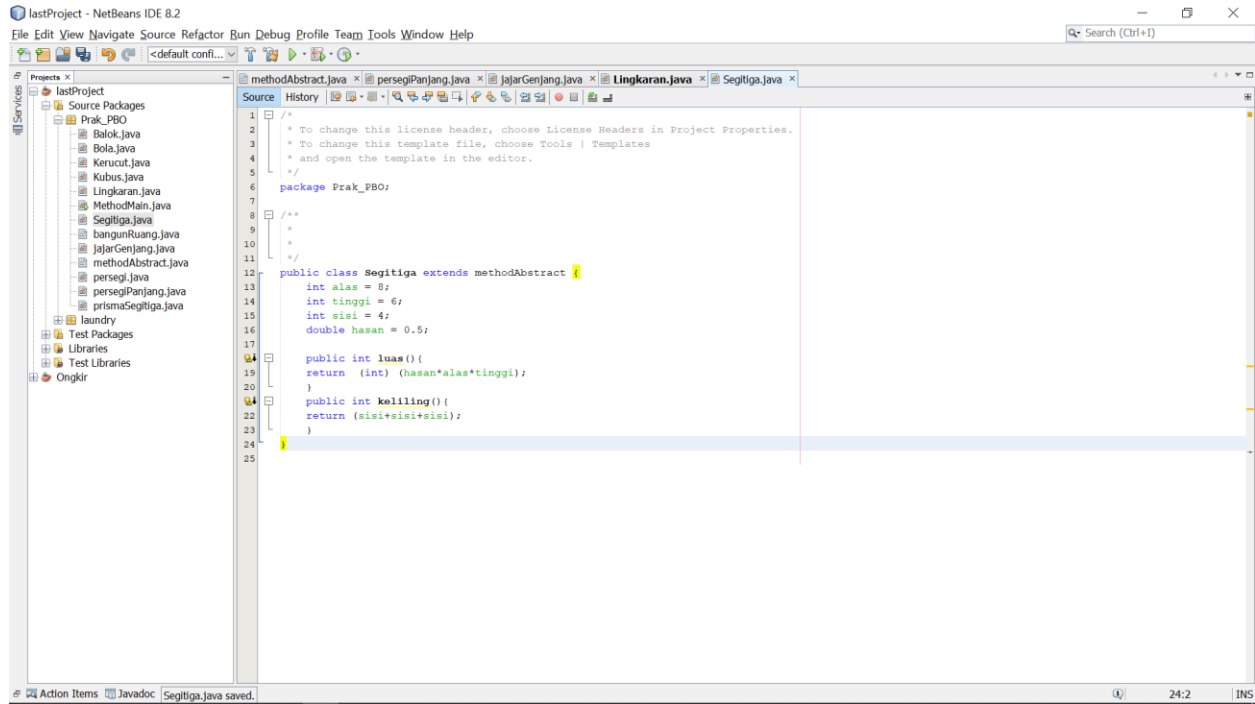 lastProject - NetBeans IDE 8.2
File Edit View Navigate Source Refactor Run Debug Profile Team Tools Window Help
Search (Ctrl+I)
<default confi...
Projects
methodAbstract.java persegiPanjang.java jajarGenjang.java Lingkaran.java Segitiga.java
Services
lastProject
Source Packages
Prak_PBO
Balok.java
Bola.java
Kerucut.java
Kubus.java
Lingkaran.java
MethodMain.java
Segitiga.java
bangunRuang.java
jajarGenjang.java
methodAbstract.java
persegi.java
persegiPanjang.java
prismaSegitiga.java
laundry
Test Packages
Libraries
Test Libraries
Ongkir
Source History
1 /*
2 * To change this license header, choose License Headers in Project Properties.
3 * To change this template file, choose Tools | Templates
4 * and open the template in the editor.
5 */
6 package Prak_PBO;
7
8 /**
9 *
10 *
11 */
12 public class Segitiga extends methodAbstract {
13 int alas = 8;
14 int tinggi = 6;
15 int sisi = 4;
16 double hasan = 0.5;
17
public int luas(){
19 return (int) (hasan*alas*tinggi);
20 }
public int keliling(){
22 return (sisi+sisi+sisi);
23 }
24 }
25
Action Items Javadoc Segitiga.java saved.
24:2 INS